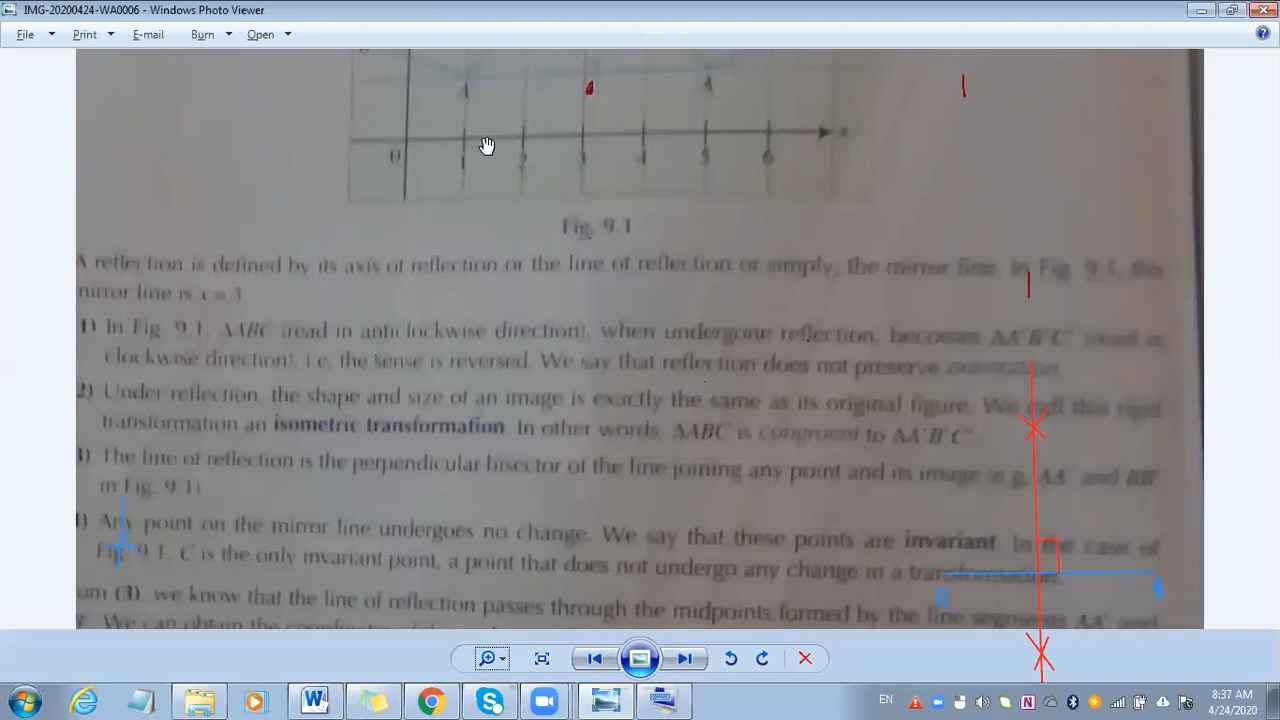 IMG-20200424-WA0006 - Windows Photo Viewer
File Print E-mail Burn Open
A A
0 1 2 3 4 5 6 x
Fig. 9.1
A reflection is defined by its axis of reflection or the line of reflection or simply, the mirror line. In Fig. 9.1, this
mirror line is x = 3
1) In Fig. 9.1, ΔABC (read in anticlockwise direction), when undergone reflection, becomes ΔA'B'C' (read in
clockwise direction), i.e. the sense is reversed. We say that reflection does not preserve orientation.
2) Under reflection, the shape and size of an image is exactly the same as its original figure. We call this rigid
transformation an isometric transformation. In other words, ΔABC is congruent to ΔA'B'C'
3) The line of reflection is the perpendicular bisector of the line joining any point and its image (e.g. AA' and BB'
in Fig. 9.1)
) Any point on the mirror line undergoes no change. We say that these points are invariant. In the case of
Fig. 9.1, C is the only invariant point, a point that does not undergo any change in a transformation.
om (3), we know that the line of reflection passes through the midpoints formed by the line segments AA' and
We can obtain the
EN
8:37 AM
4/24/2020